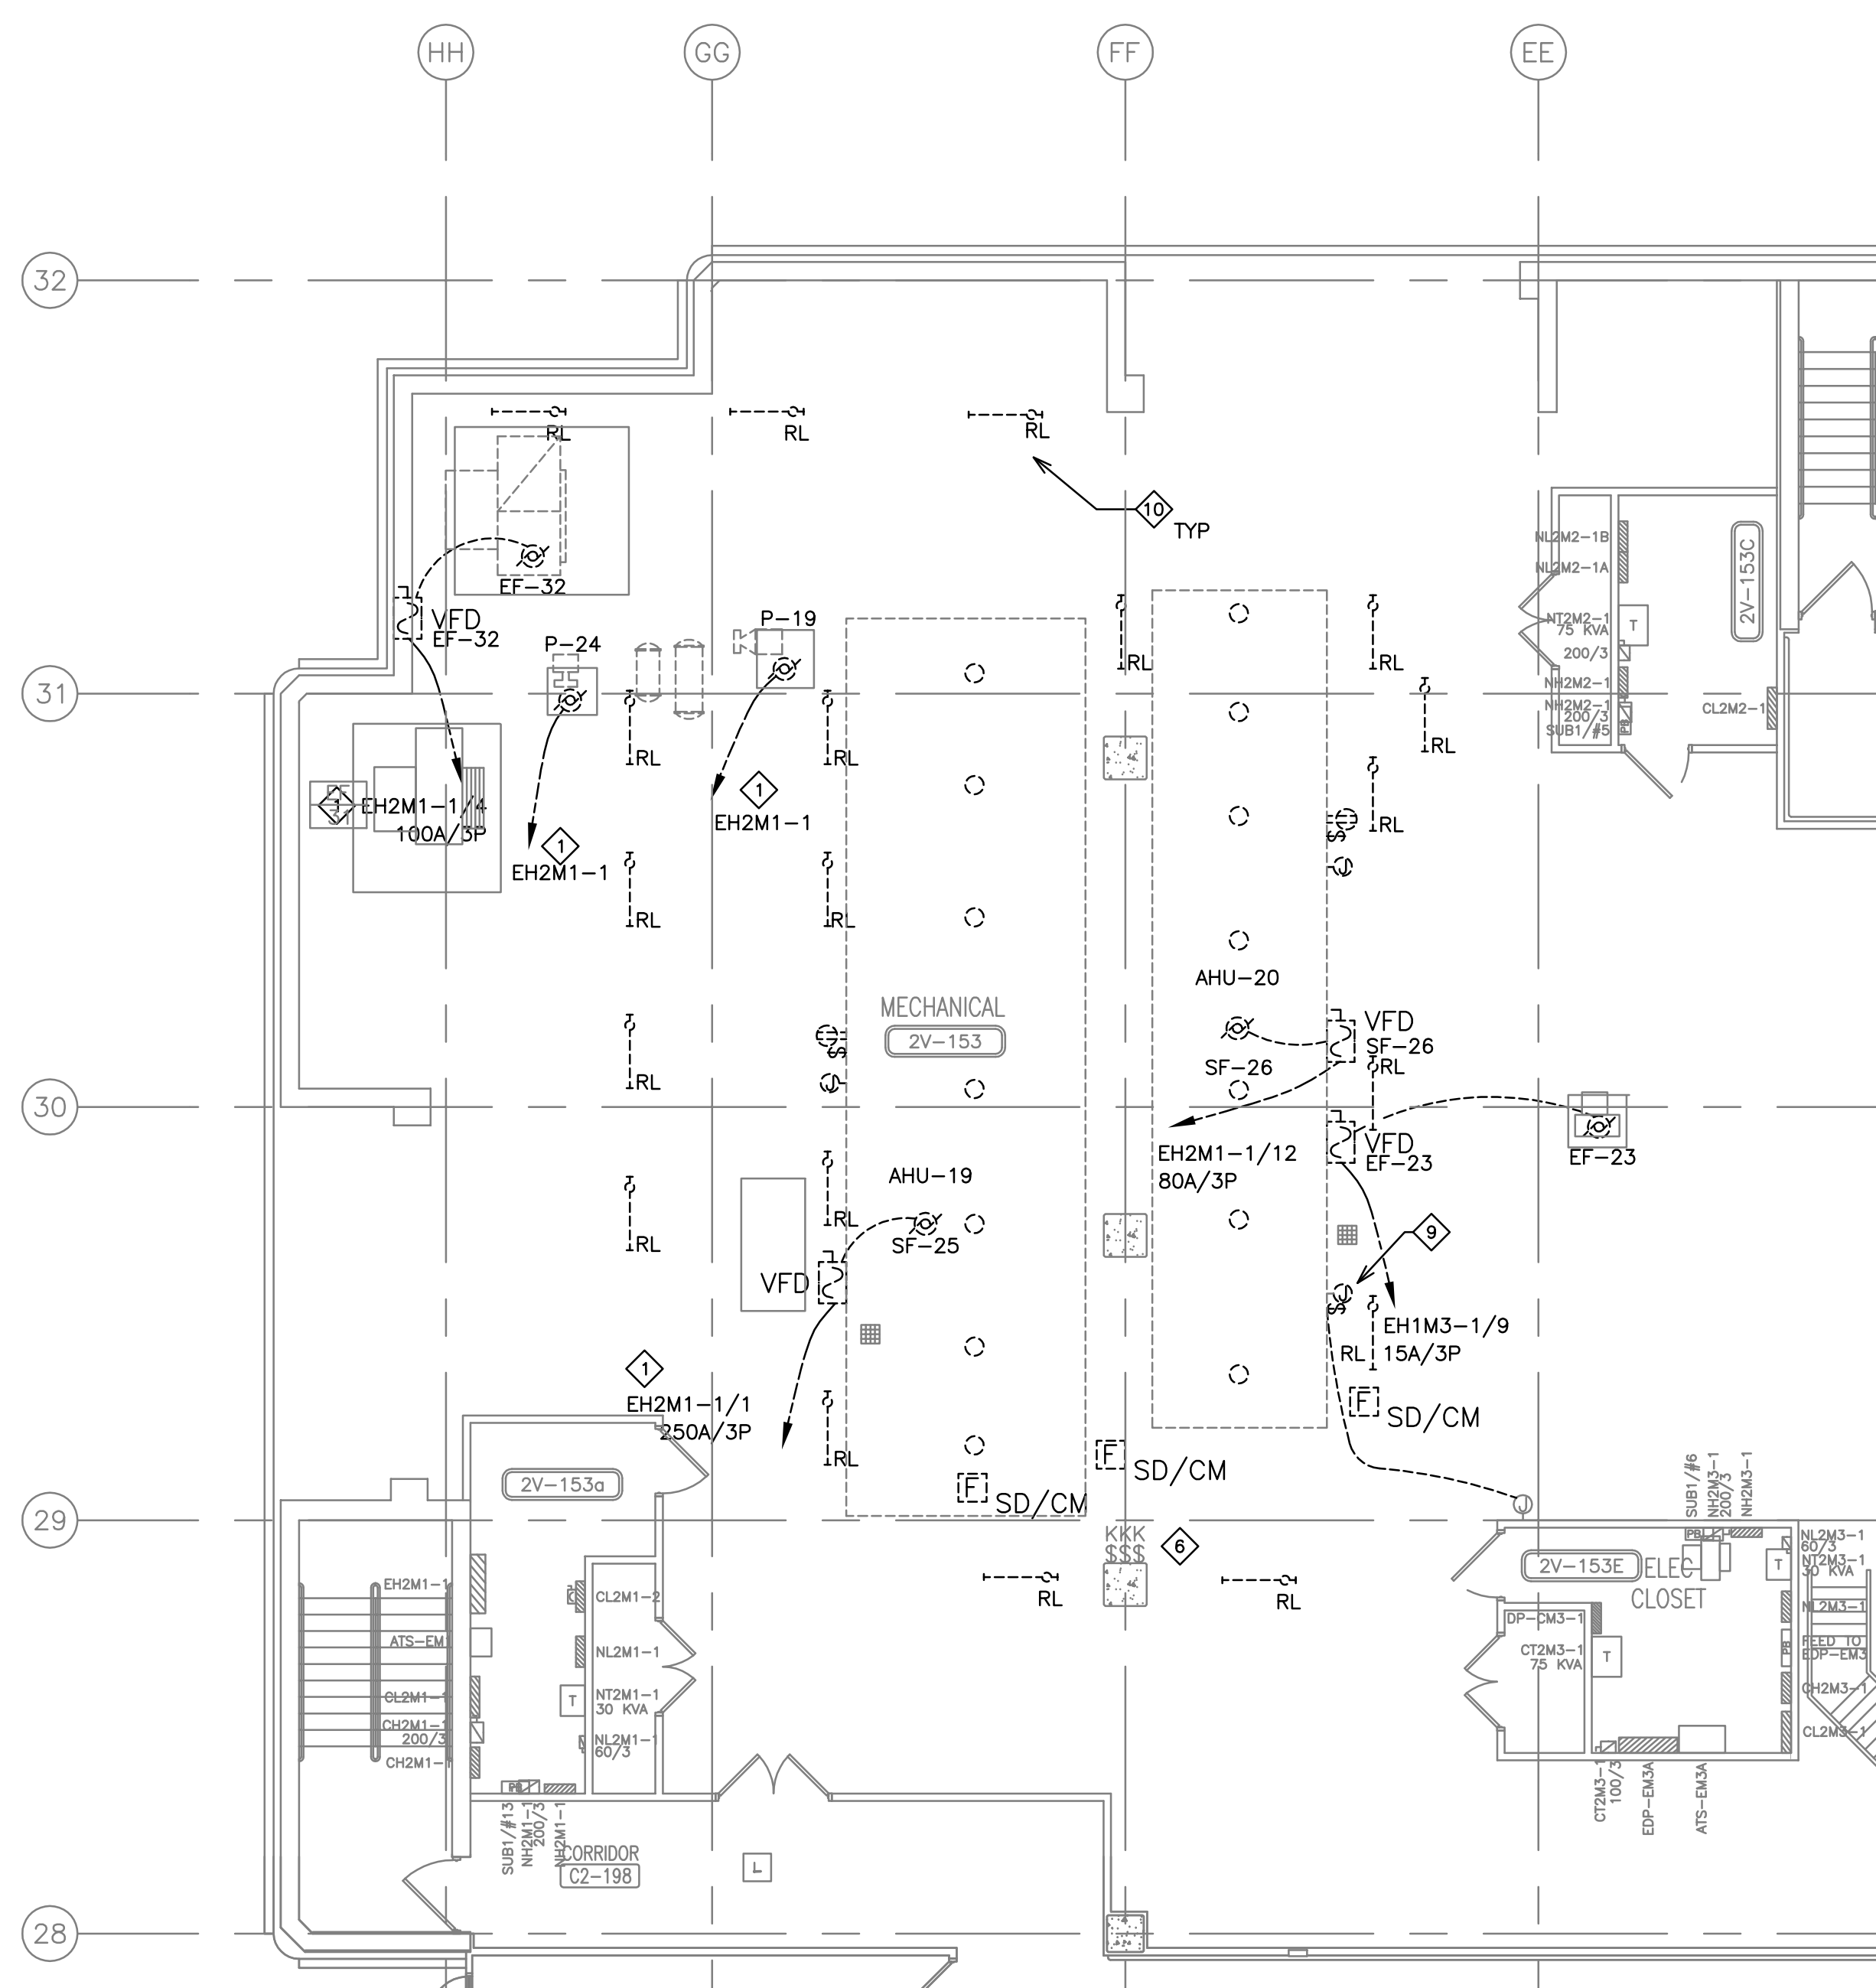 HH
GG
FF
EE
32
RL
RL
RL
10
TYP
NL2M2-1B
NL2M2-1A
2V-153C
EF-32
VFD
EF-32
P-19
P-24
NT2M2-1
75 KVA
T
200/3
RL
RL
31
NH2M2-1
NH2M2-1
200/3
SUB1/#5
PB
CL2M2-1
RL
RL
RL
EF
31
1
EH2M1-1/4
100A/3P
1
EH2M1-1
1
EH2M1-1
RL
S
J
RL
RL
AHU-20
MECHANICAL
2V-153
VFD
SF-26
SF-26
RL
S
J
RL
30
VFD
EF-23
EF-23
EH2M1-1/12
80A/3P
AHU-19
RL
RL
SF-25
9
VFD
J
S
EH1M3-1/9
15A/3P
RL
1
EH2M1-1/1
250A/3P
F
SD/CM
RL
F
SD/CM
F
SD/CM
2V-153a
29
J
SUB1/#6
NH2M3-1
200/3
NH2M3-1
KKK
$$$
6
PB
NL2M3-1
60/3
NT2M3-1
30 KVA
T
2V-153E
ELEC
CLOSET
RL
RL
EH2M1-1
C
CL2M1-2
DP-CM3-1
NL2M3-1
ATS-EM1
NL2M1-1
CT2M3-1
75 KVA
T
PB
FEED TO
EDP-EM3
CL2M1-1
T
NT2M1-1
30 KVA
CH2M3-1
CH2M1-1
200/3
NL2M1-1
60/3
CL2M3-1
CH2M1-1
PB
CT2M3-1
100/3
EDP-EM3A
ATS-EM3A
SUB1/#13
NH2M1-1
200/3
NH2M1-1
CORRIDOR
C2-198
L
28